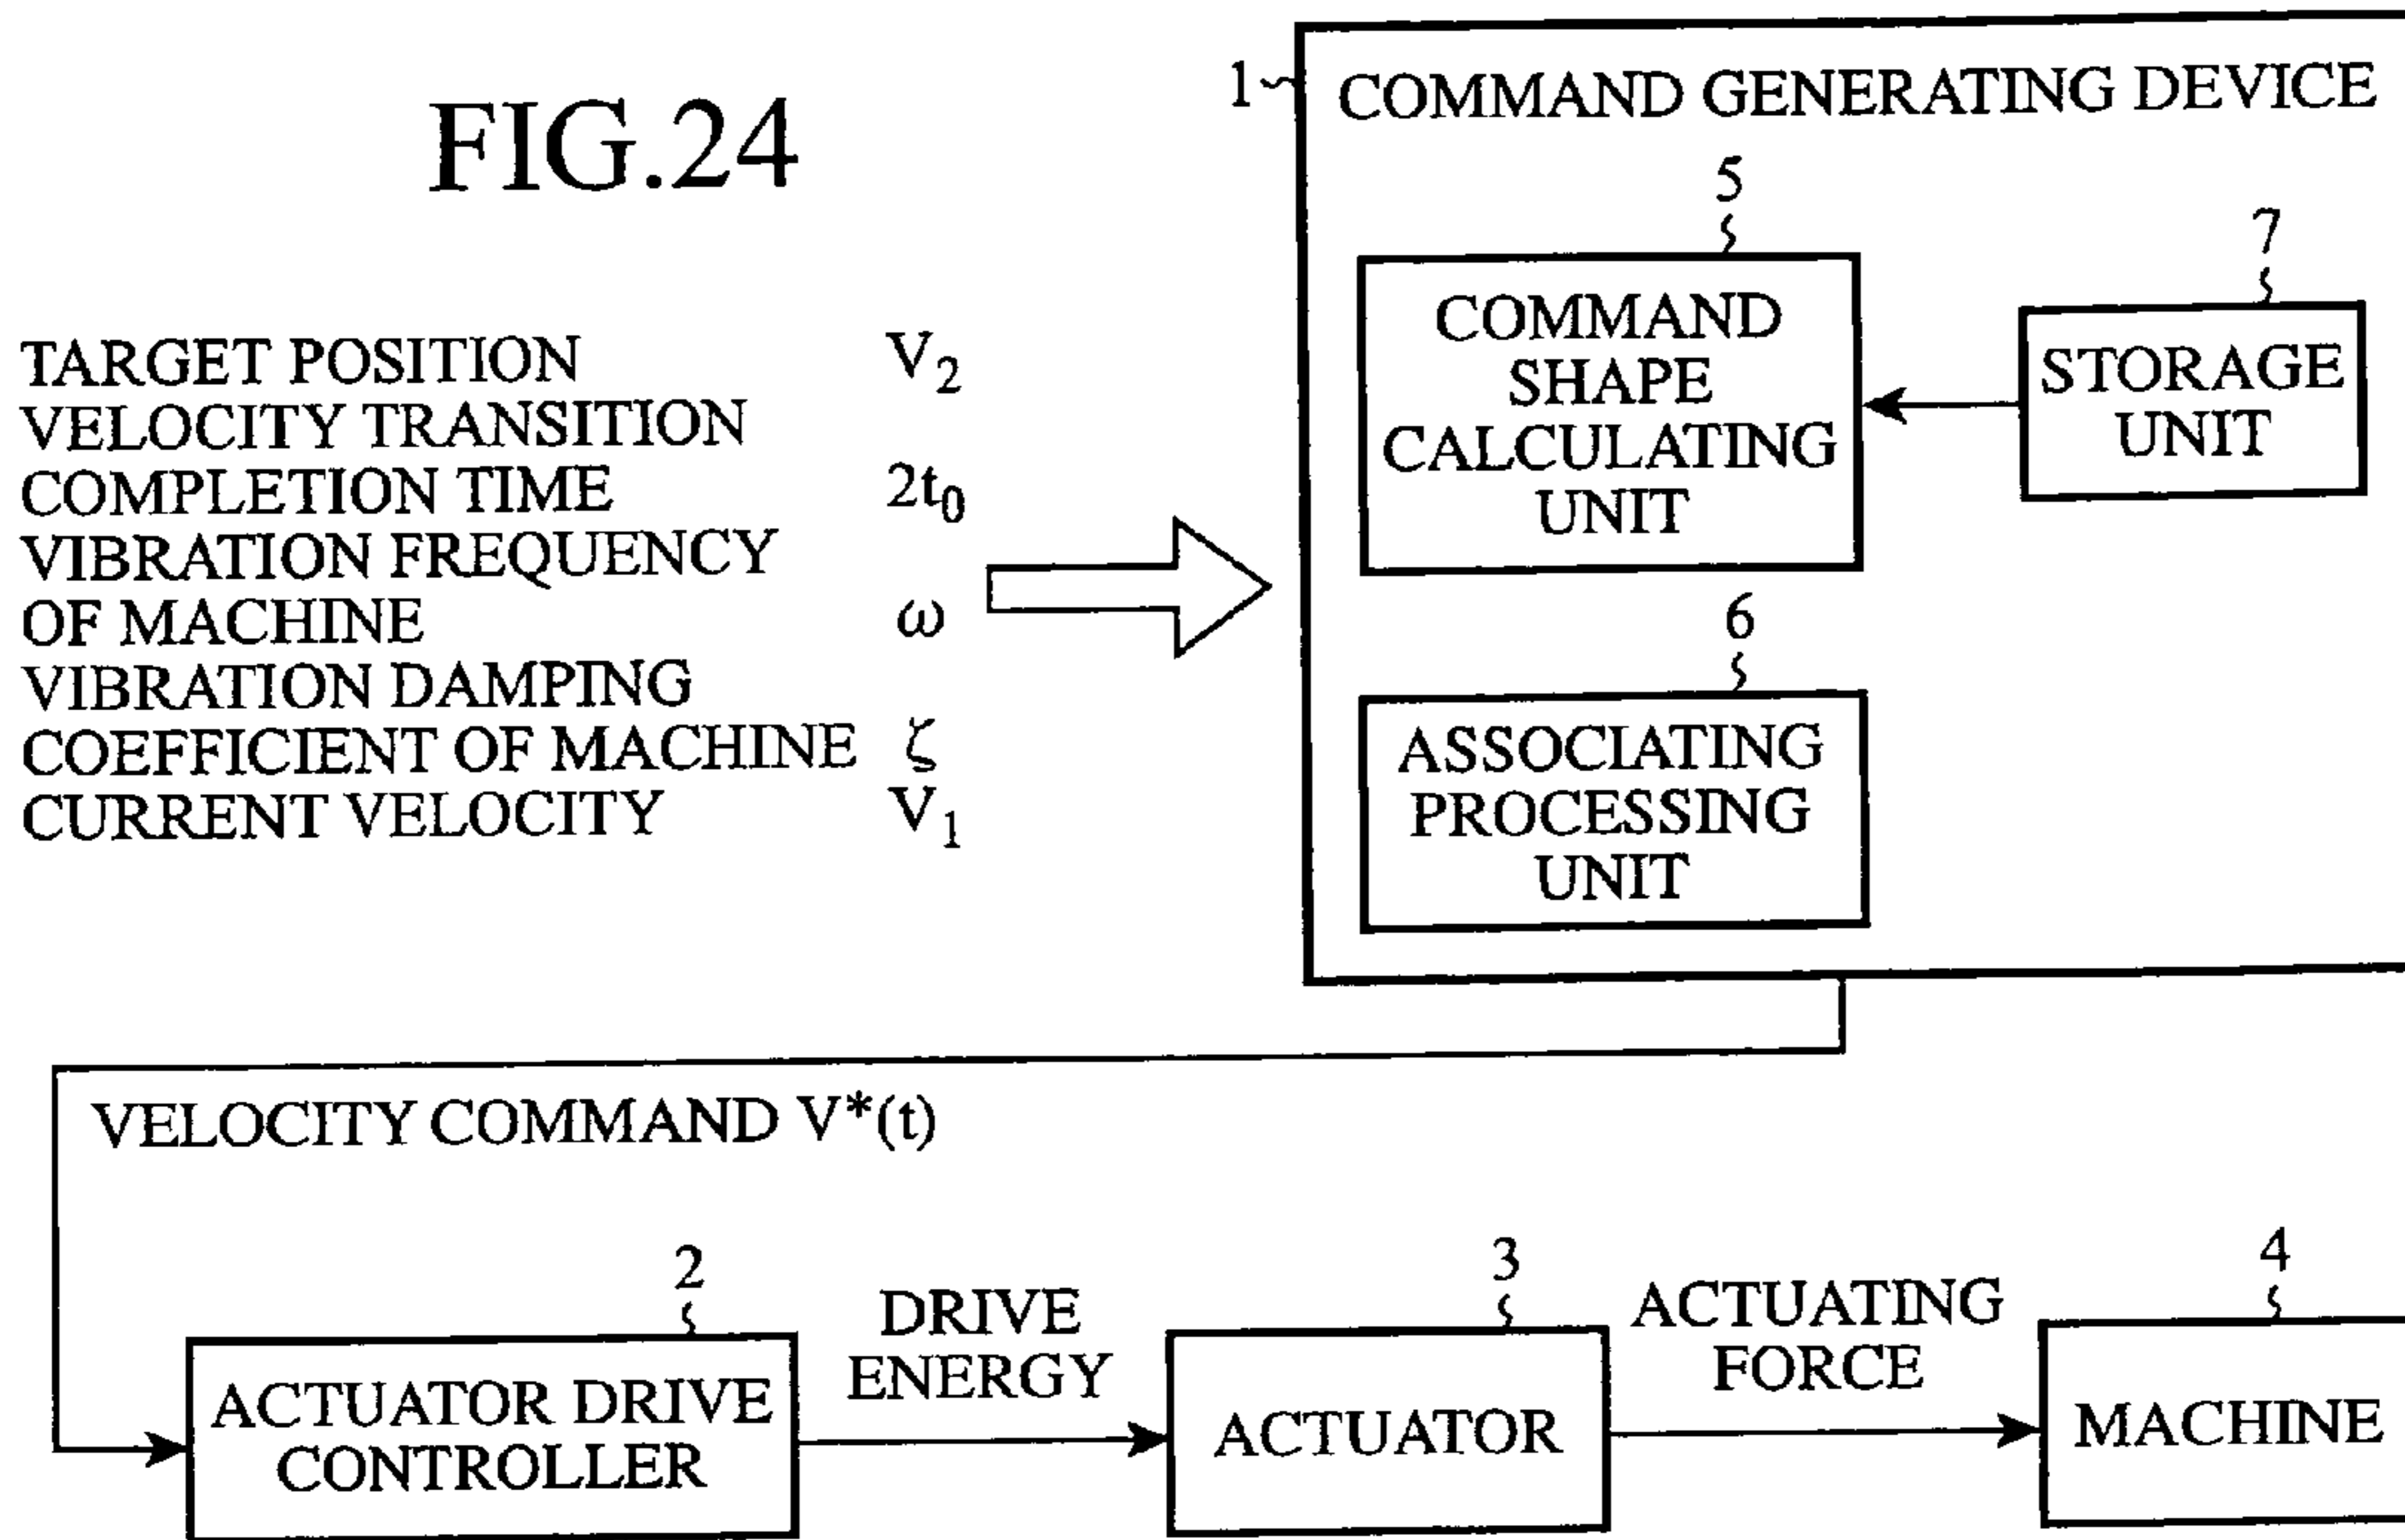 FIG.24
TARGET POSITION V₂
VELOCITY TRANSITION
COMPLETION TIME 2t₀
VIBRATION FREQUENCY
OF MACHINE ω
VIBRATION DAMPING
COEFFICIENT OF MACHINE ζ
CURRENT VELOCITY V₁
1
COMMAND GENERATING DEVICE
5
COMMAND
SHAPE
CALCULATING
UNIT
7
STORAGE
UNIT
6
ASSOCIATING
PROCESSING
UNIT
VELOCITY COMMAND V*(t)
2
ACTUATOR DRIVE
CONTROLLER
DRIVE
ENERGY
3
ACTUATOR
ACTUATING
FORCE
4
MACHINE